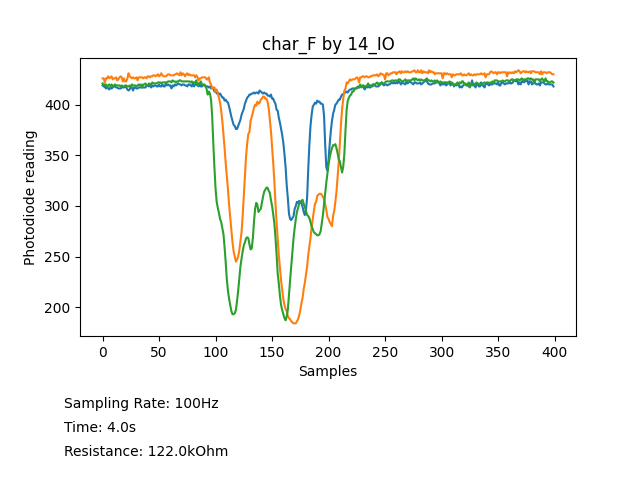 char_F by 14_IO
Photodiode reading
400
350
300
250
200
0 50 100 150 200 250 300 350 400
Samples
Sampling Rate: 100Hz
Time: 4.0s
Resistance: 122.0kOhm